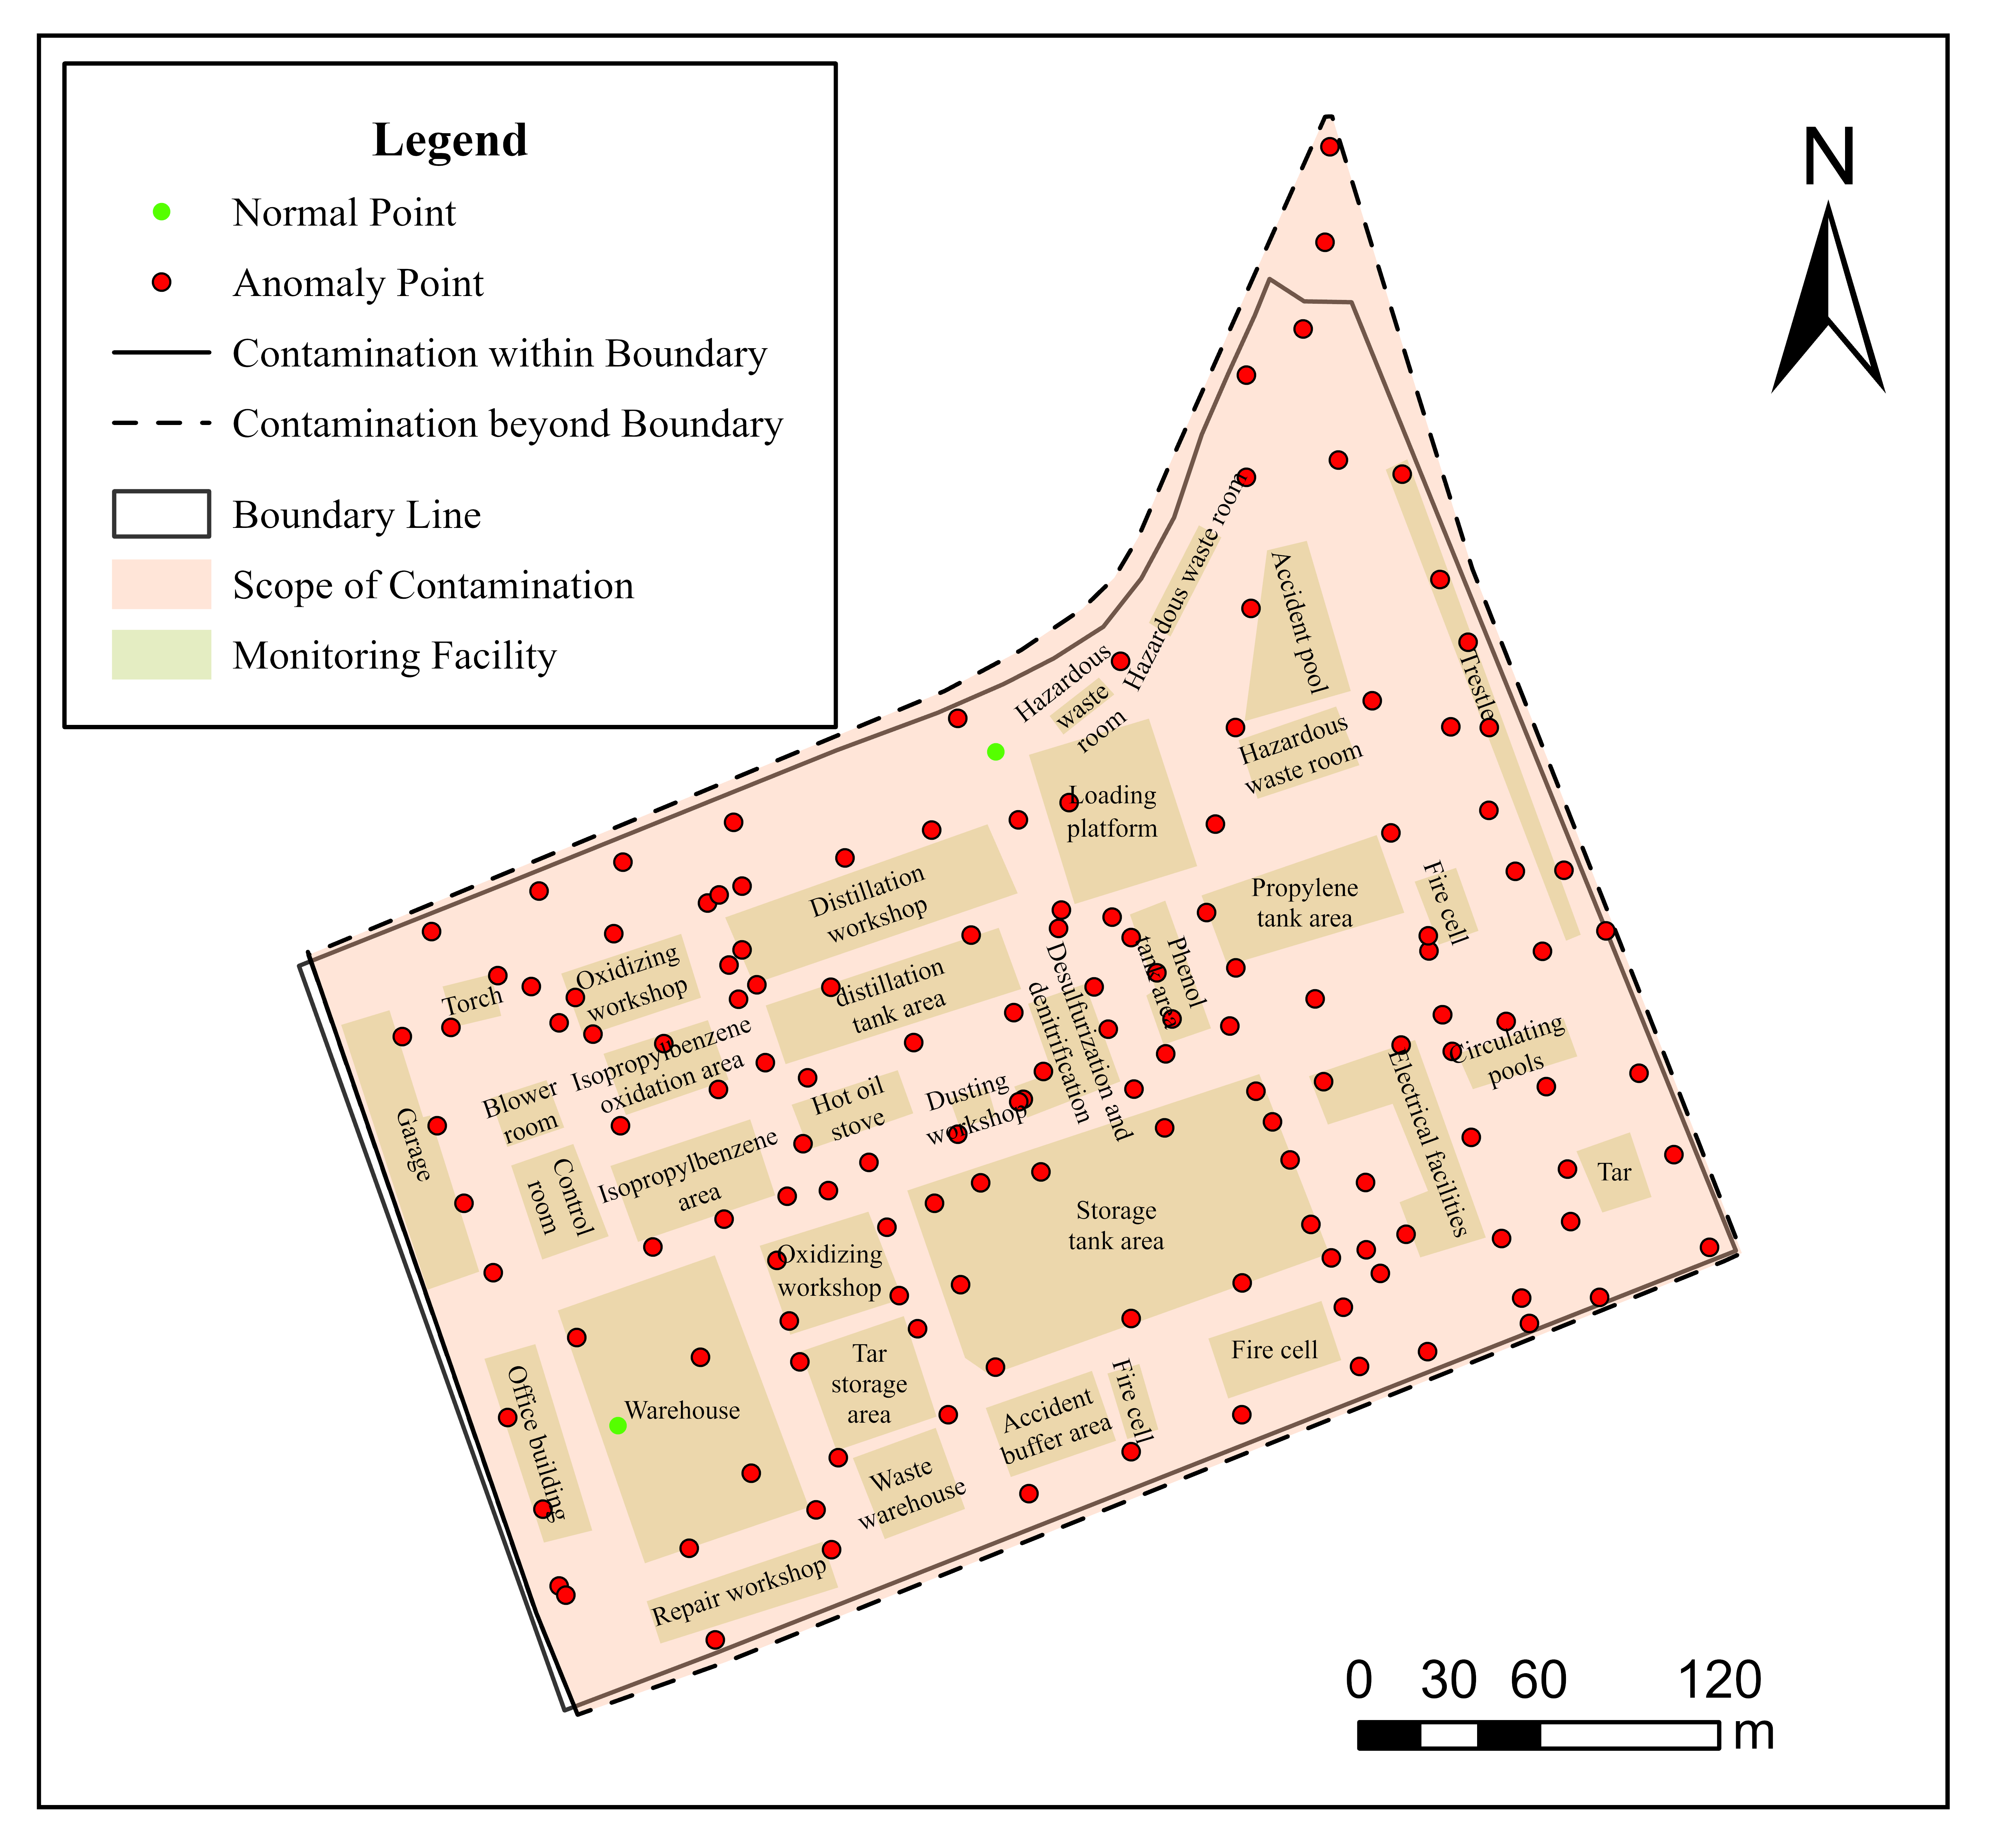 Legend
Normal Point
Anomaly Point
Contamination within Boundary
Contamination beyond Boundary
Boundary Line
Scope of Contamination
Monitoring Facility
N
Hazardous waste room
Accident pool
Hazardous
waste
room
Trestle
Hazardous
waste room
Loading
platform
Distillation
workshop
Propylene
tank area
Fire cell
Oxidizing
workshop
distillation
tank area
Phenol
tank area
Torch
Desulfurization and
denitrification
Isopropylbenzene
oxidation area
Circulating
pools
Blower
room
Hot oil
stove
Dusting
workshop
Garage
Control
room
Isopropylbenzene
area
Electrical facilities
Tar
Storage
tank area
Oxidizing
workshop
Fire cell
Tar
storage
area
Office building
Warehouse
Accident
buffer area
Fire cell
Waste
warehouse
Repair workshop
0 30 60 120
m